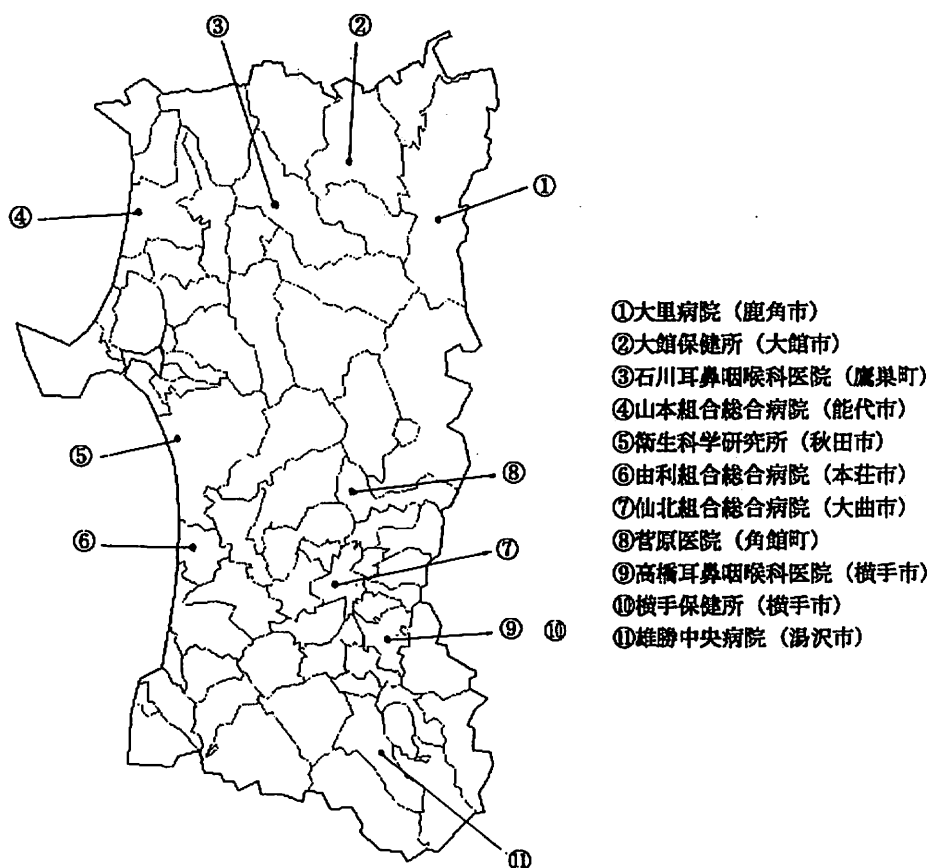 ③
②
①
④
⑤
⑧
⑥
⑦
⑨ ⑩
⑪
①大里病院（鹿角市）
②大館保健所（大館市）
③石川耳鼻咽喉科医院（鷹巣町）
④山本組合総合病院（能代市）
⑤衛生科学研究所（秋田市）
⑥由利組合総合病院（本荘市）
⑦仙北組合総合病院（大曲市）
⑧菅原医院（角館町）
⑨高橋耳鼻咽喉科医院（横手市）
⑩横手保健所（横手市）
⑪雄勝中央病院（湯沢市）